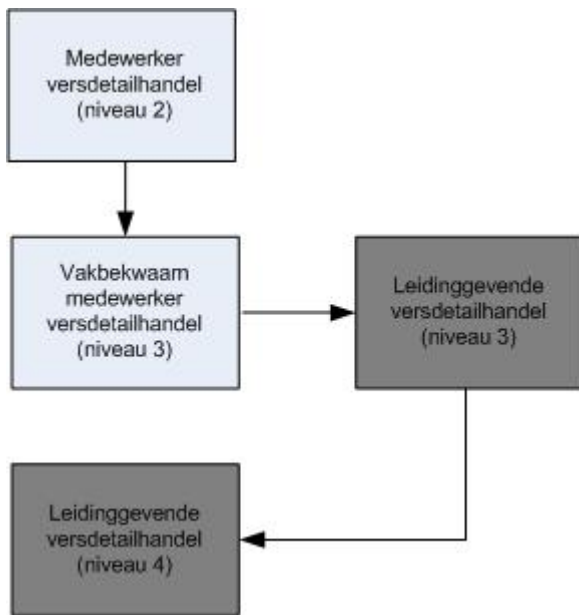 Medewerker
versdetailhandel
(niveau 2)
Vakbekwaam
medewerker
versdetailhandel
(niveau 3)
Leidinggevende
versdetailhandel
(niveau 3)
Leidinggevende
versdetailhandel
(niveau 4)